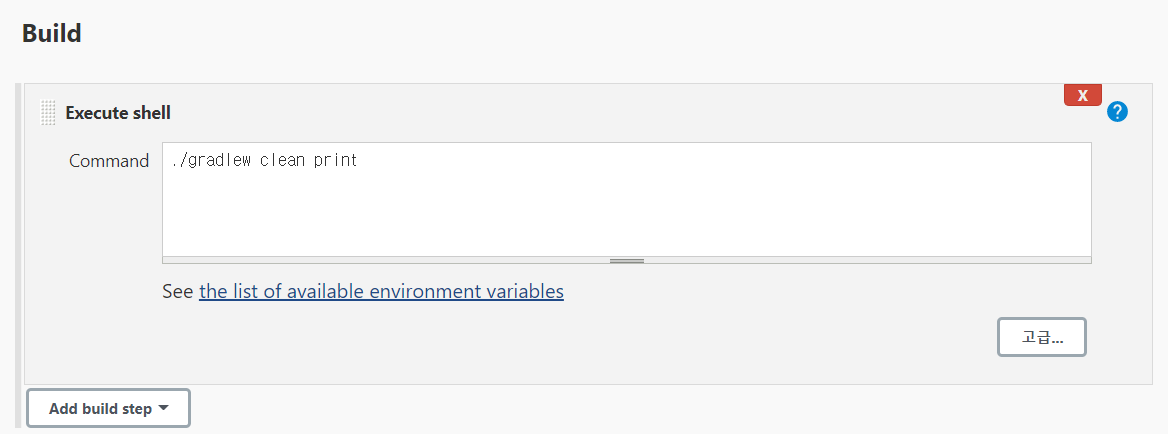 Build
X
Execute shell
?
Command
./gradlew clean print
See the list of available environment variables
고급...
Add build step